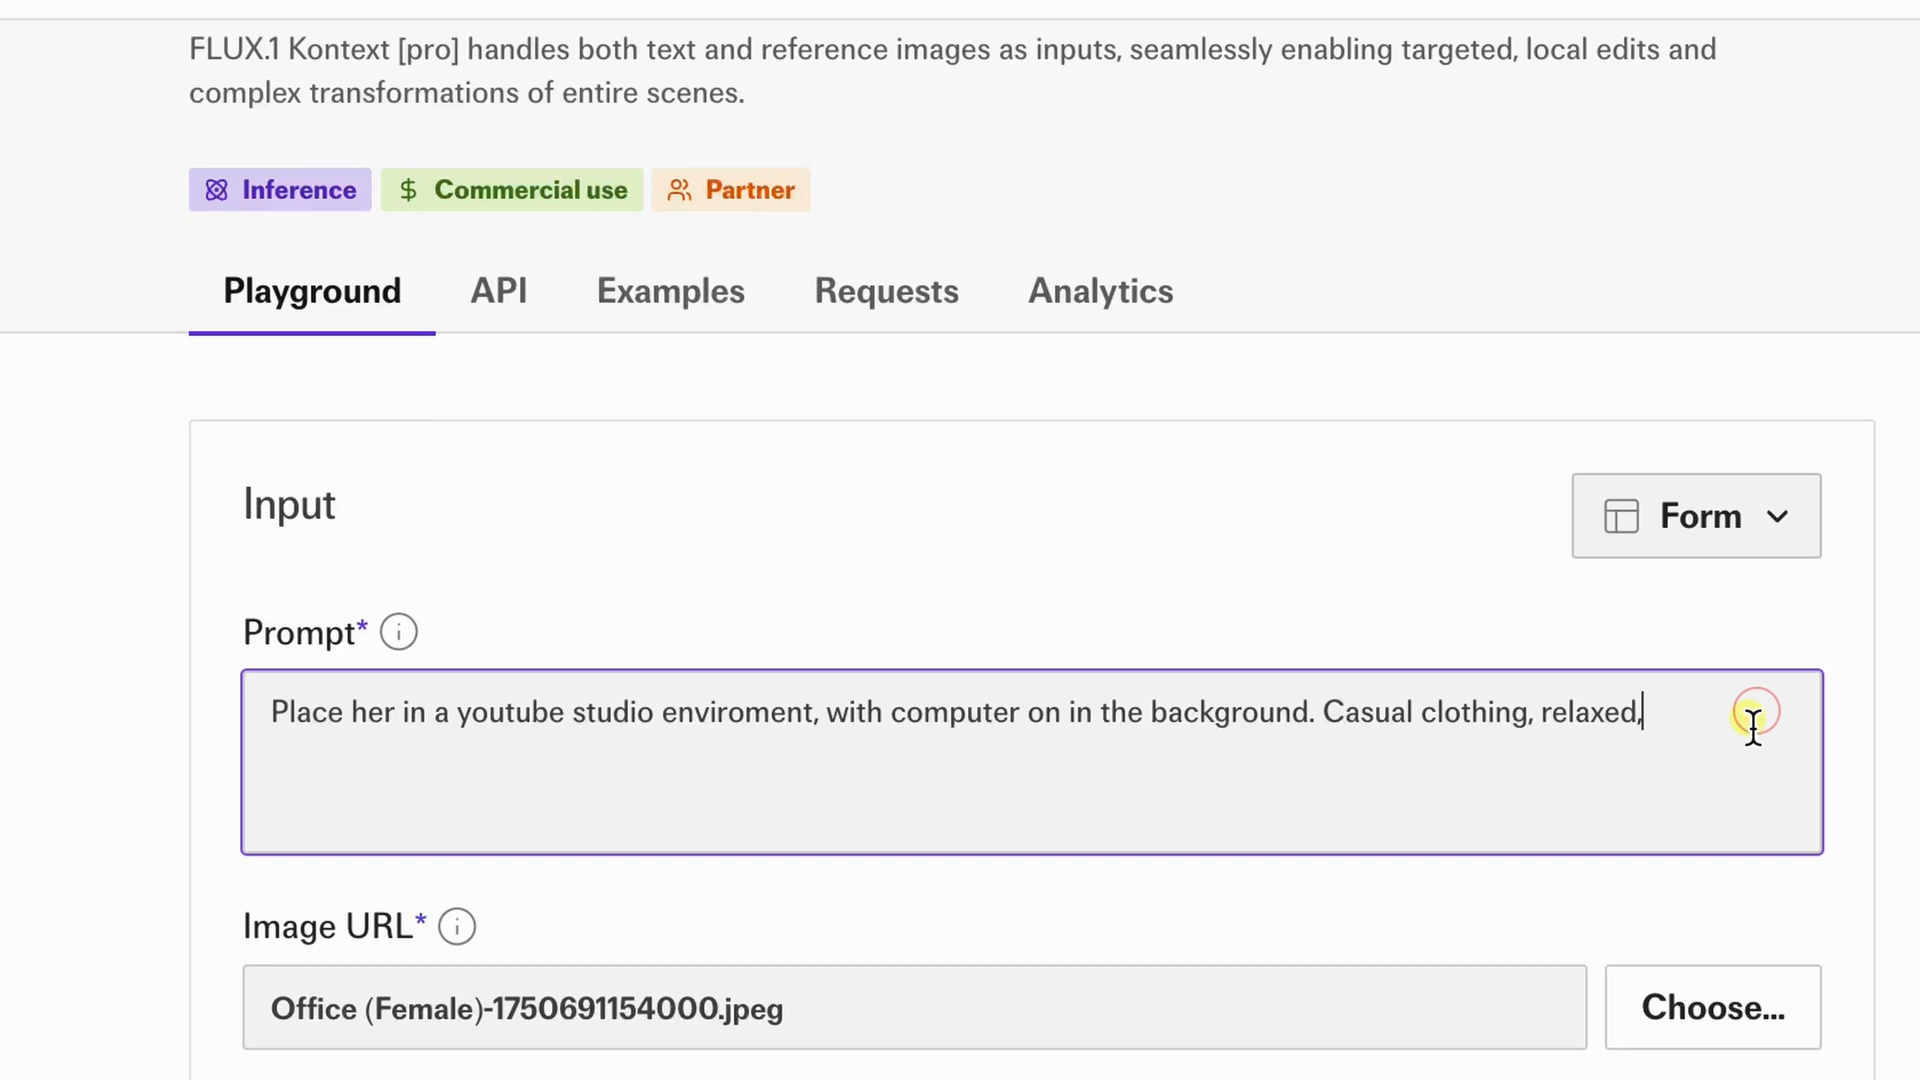 FLUX.1 Kontext [pro] handles both text and reference images as inputs, seamlessly enabling targeted, local edits and
complex transformations of entire scenes.
Inference
Commercial use
Partner
Playground
API
Examples
Requests
Analytics
Input
Form
Prompt*
Place her in a youtube studio enviroment, with computer on in the background. Casual clothing, relaxed,
Image URL*
Office (Female)-1750691154000.jpeg
Choose...